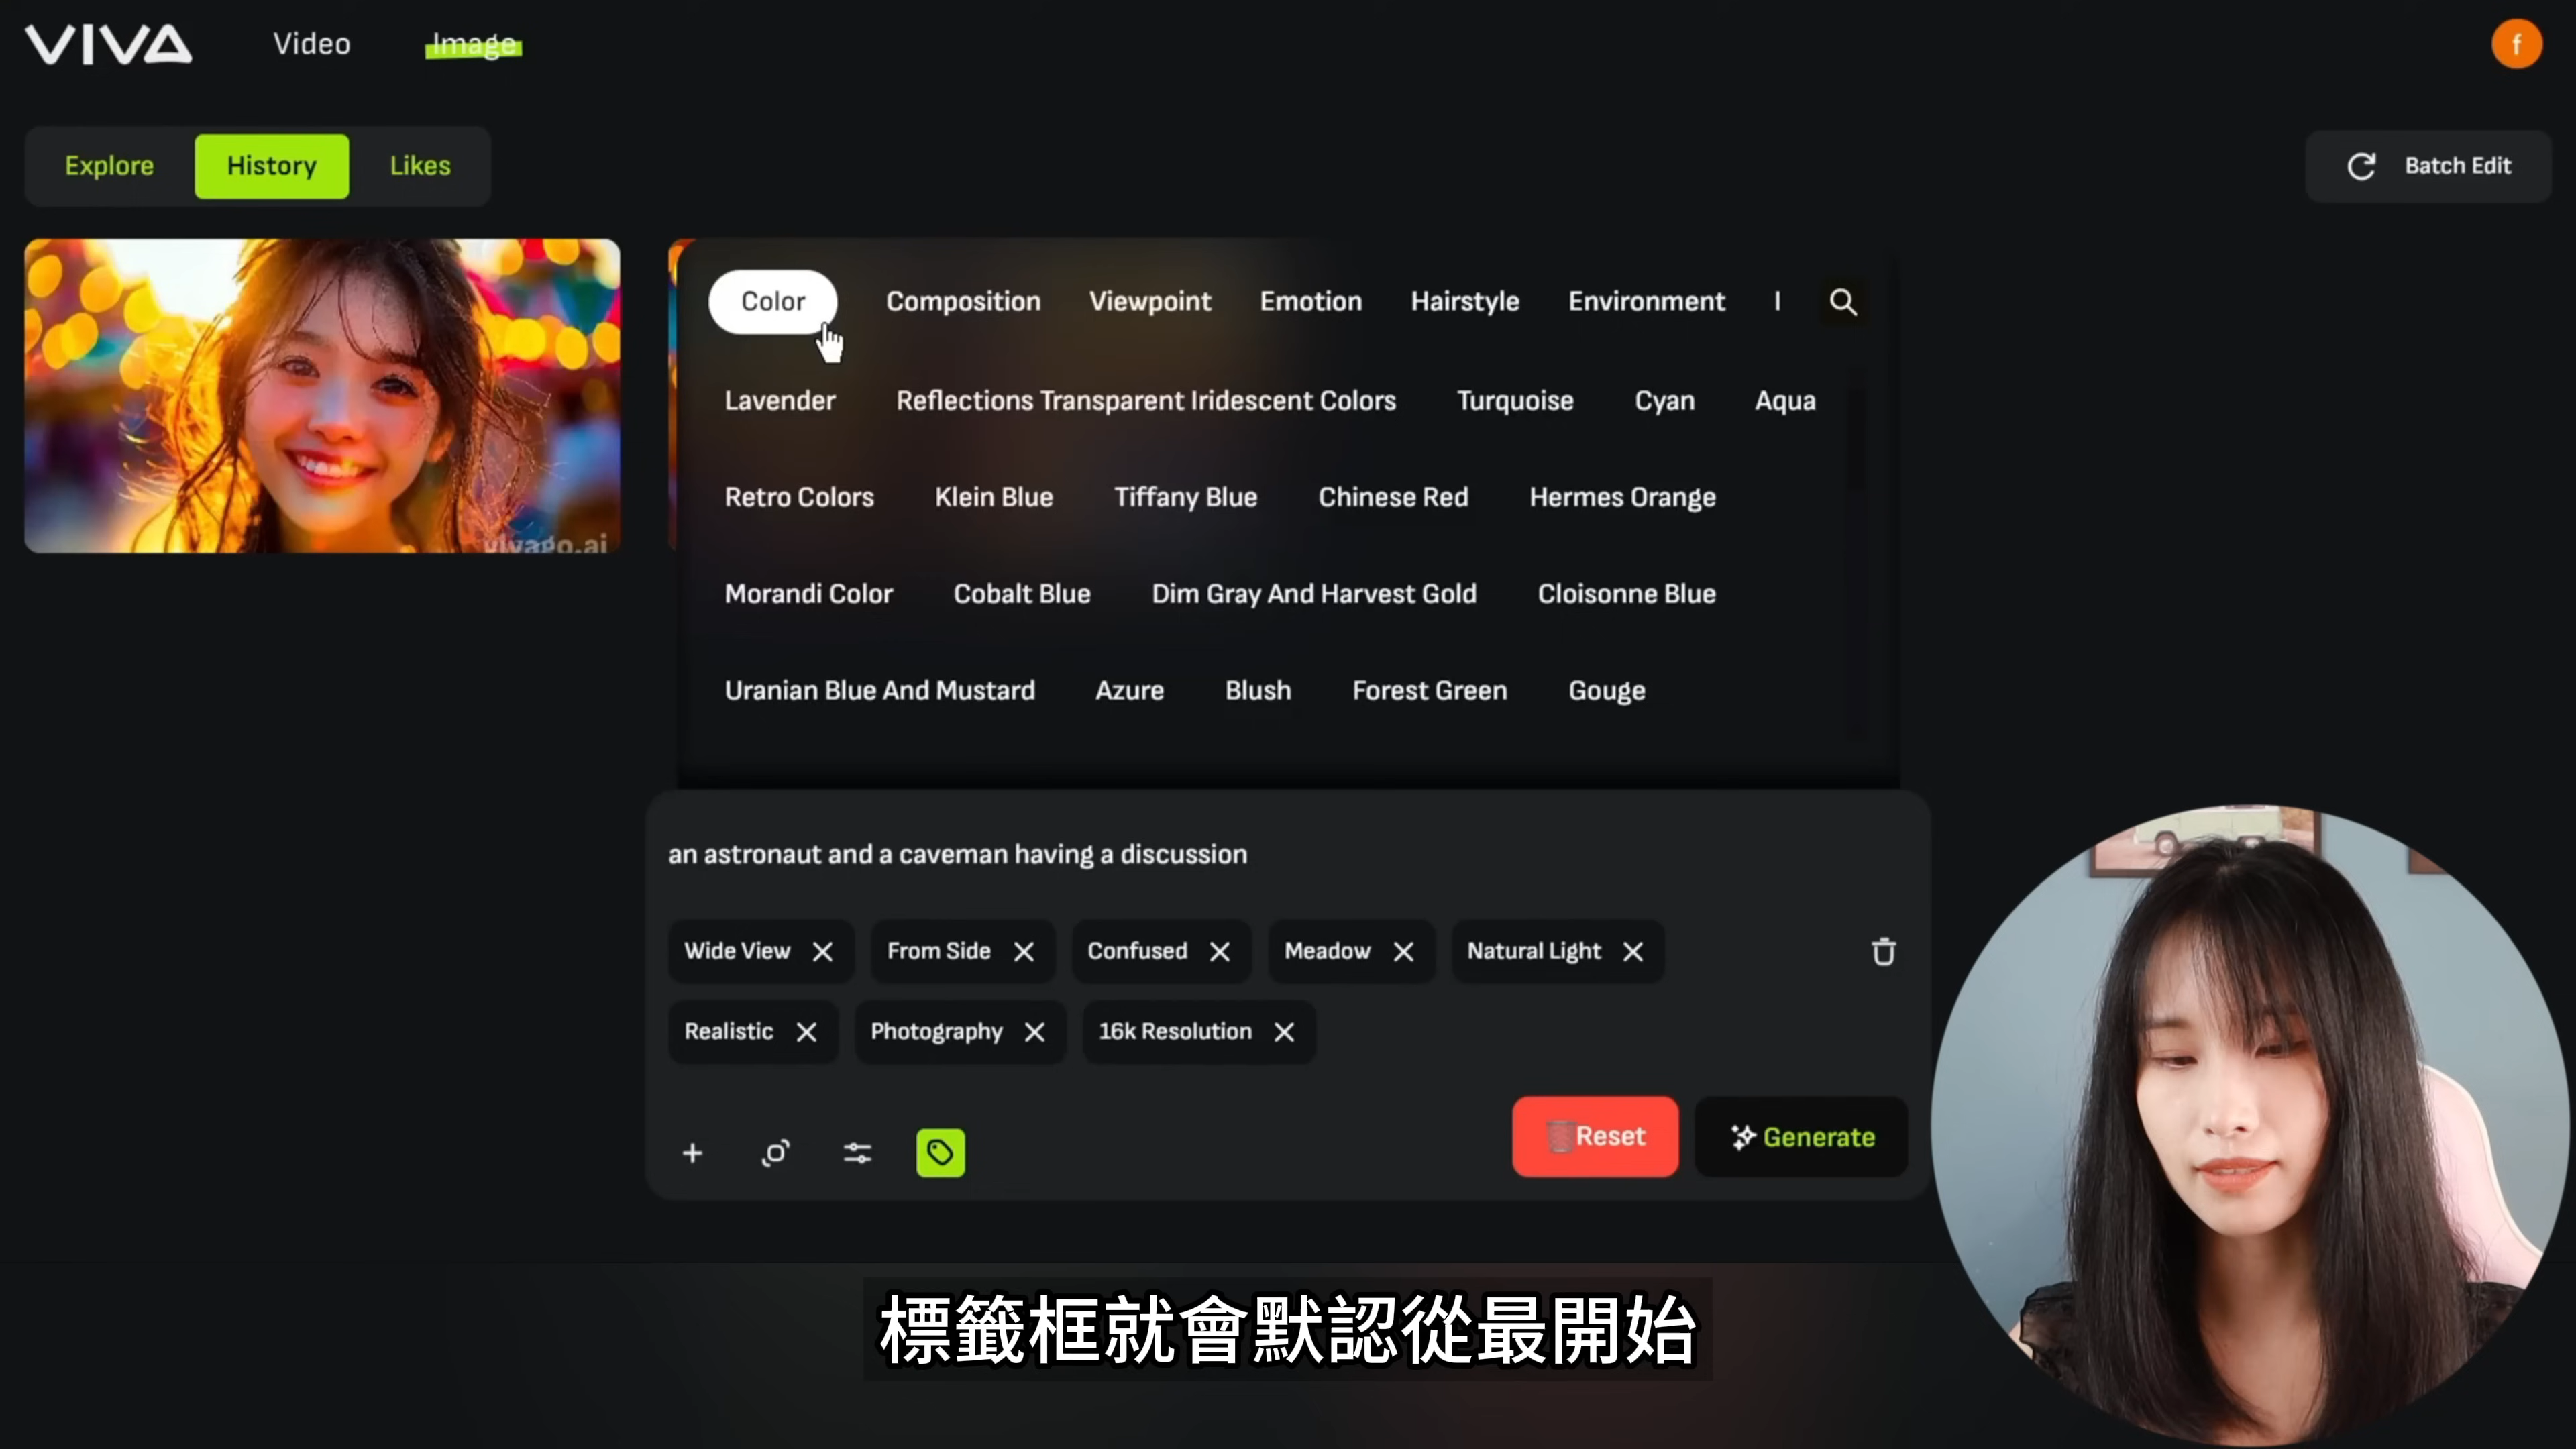 VIVA Video Image f
Explore History Likes Batch Edit
vivago.ai
Color Composition Viewpoint Emotion Hairstyle Environment
Lavender Reflections Transparent Iridescent Colors Turquoise Cyan Aqua
Retro Colors Klein Blue Tiffany Blue Chinese Red Hermes Orange
Morandi Color Cobalt Blue Dim Gray And Harvest Gold Cloisonne Blue
Uranian Blue And Mustard Azure Blush Forest Green Gouge
an astronaut and a caveman having a discussion
Wide View From Side Confused Meadow Natural Light
Realistic Photography 16k Resolution
Reset Generate
標籤框就會默認從最開始